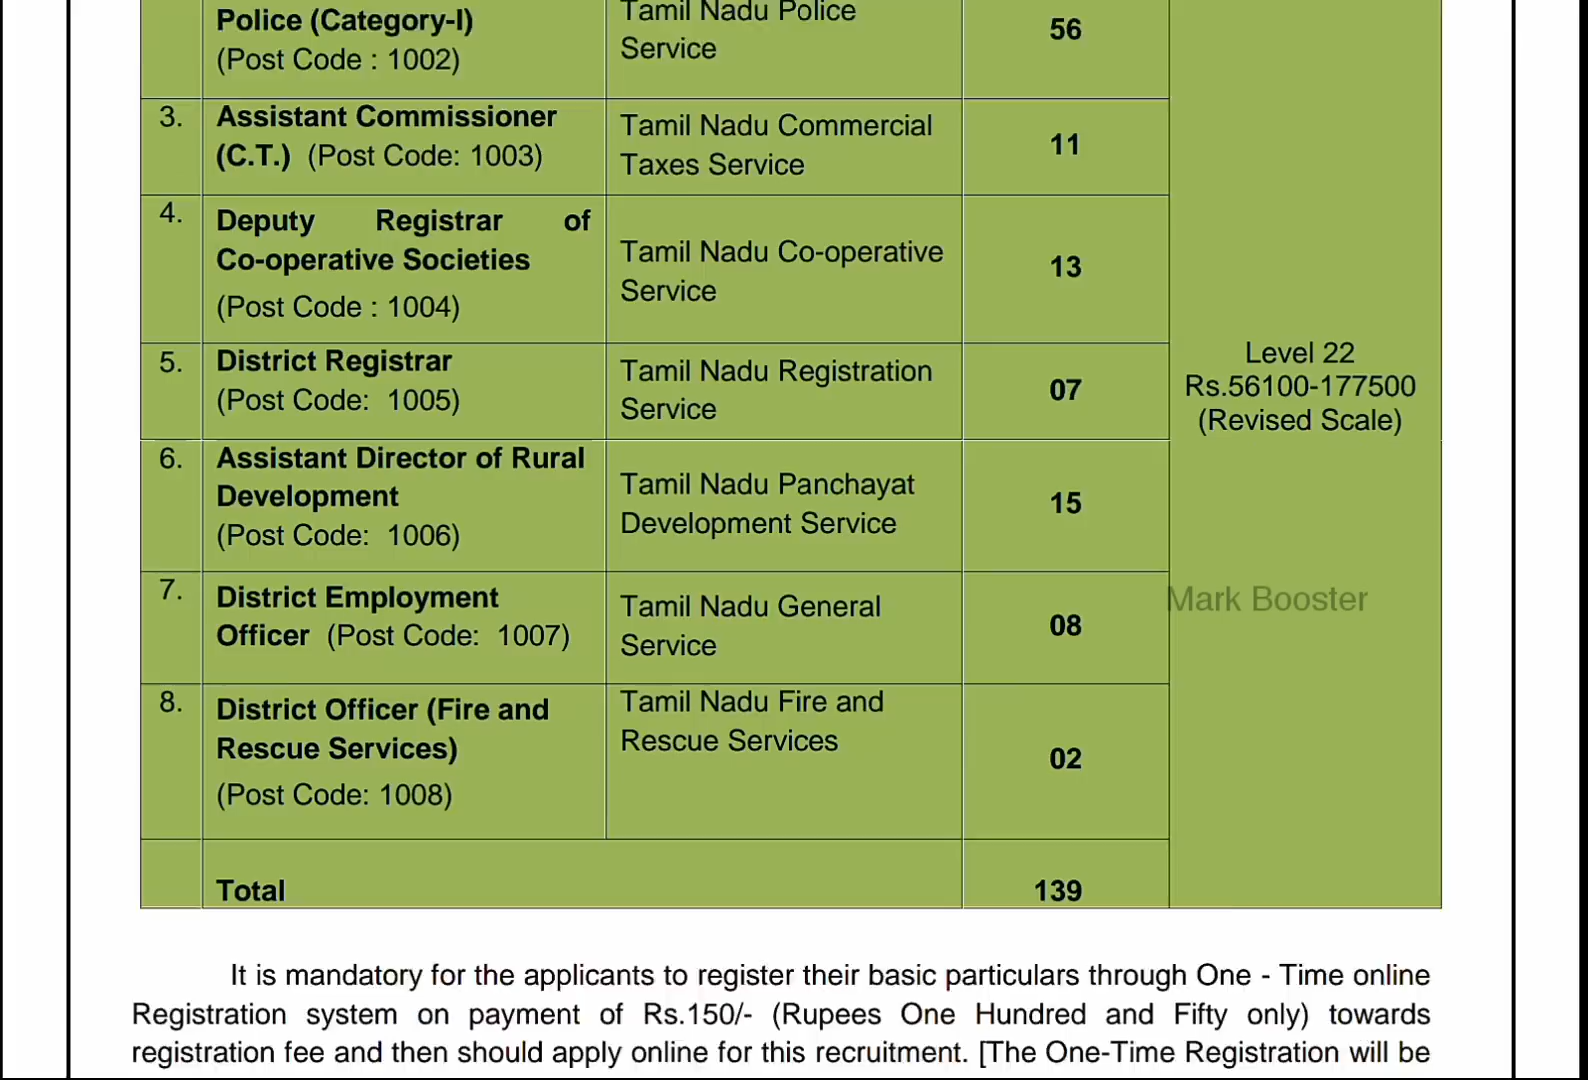 Police (Category-I)
(Post Code : 1002)
Tamil Nadu Police
Service
56
3.
Assistant Commissioner
(C.T.) (Post Code: 1003)
Tamil Nadu Commercial
Taxes Service
11
4.
Deputy Registrar of
Co-operative Societies
(Post Code : 1004)
Tamil Nadu Co-operative
Service
13
5.
District Registrar
(Post Code: 1005)
Tamil Nadu Registration
Service
07
Level 22
Rs.56100-177500
(Revised Scale)
6.
Assistant Director of Rural
Development
(Post Code: 1006)
Tamil Nadu Panchayat
Development Service
15
7.
District Employment
Officer (Post Code: 1007)
Tamil Nadu General
Service
08
Mark Booster
8.
District Officer (Fire and
Rescue Services)
(Post Code: 1008)
Tamil Nadu Fire and
Rescue Services
02
Total
139
It is mandatory for the applicants to register their basic particulars through One - Time online
Registration system on payment of Rs.150/- (Rupees One Hundred and Fifty only) towards
registration fee and then should apply online for this recruitment. [The One-Time Registration will be